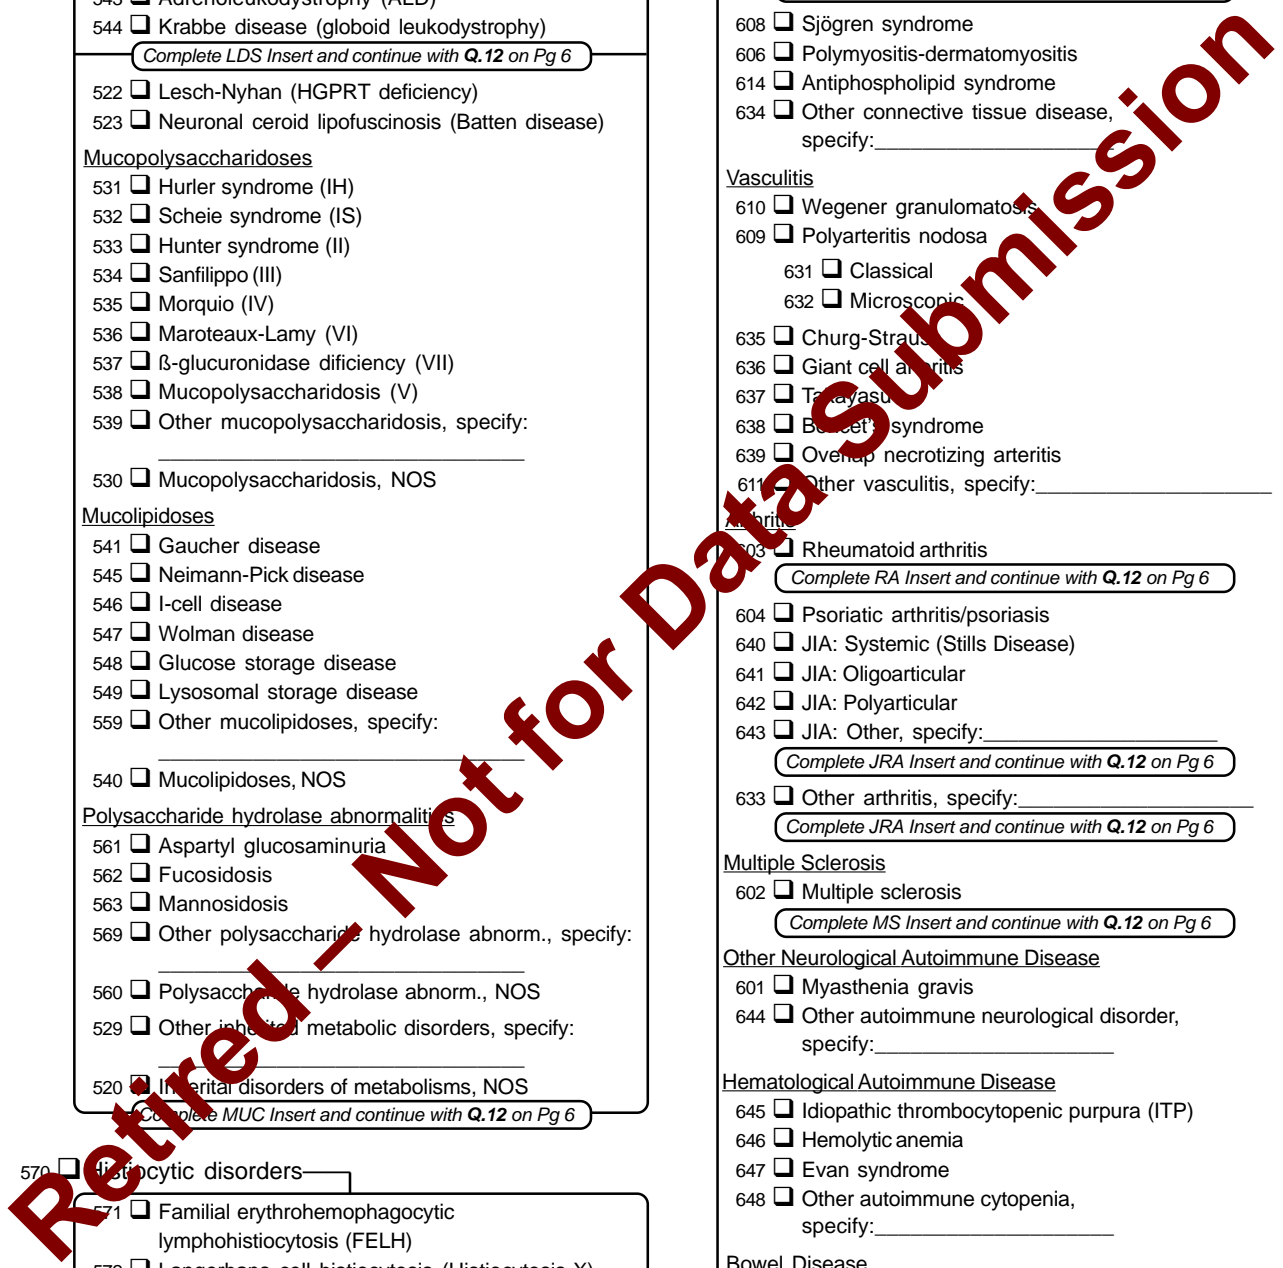 544 ❑ Krabbe disease (globoid leukodystrophy)
Complete LDS Insert and continue with Q.12 on Pg 6
522 ❑ Lesch-Nyhan (HGPRT deficiency)
523 ❑ Neuronal ceroid lipofuscinosis (Batten disease)
Mucopolysaccharidoses
531 ❑ Hurler syndrome (IH)
532 ❑ Scheie syndrome (IS)
533 ❑ Hunter syndrome (II)
534 ❑ Sanfilippo (III)
535 ❑ Morquio (IV)
536 ❑ Maroteaux-Lamy (VI)
537 ❑ ß-glucuronidase dificiency (VII)
538 ❑ Mucopolysaccharidosis (V)
539 ❑ Other mucopolysaccharidosis, specify:
530 ❑ Mucopolysaccharidosis, NOS
Mucolipidoses
541 ❑ Gaucher disease
545 ❑ Neimann-Pick disease
546 ❑ I-cell disease
547 ❑ Wolman disease
548 ❑ Glucose storage disease
549 ❑ Lysosomal storage disease
559 ❑ Other mucolipidoses, specify:
540 ❑ Mucolipidoses, NOS
Polysaccharide hydrolase abnormalities
561 ❑ Aspartyl glucosaminuria
562 ❑ Fucosidosis
563 ❑ Mannosidosis
569 ❑ Other polysaccharide hydrolase abnorm., specify:
560 ❑ Polysaccharide hydrolase abnorm., NOS
529 ❑ Other inherited metabolic disorders, specify:
520 ❑ Inherital disorders of metabolisms, NOS
Complete MUC Insert and continue with Q.12 on Pg 6
570 ❑ Histiocytic disorders
571 ❑ Familial erythrohemophagocytic
lymphohistiocytosis (FELH)
608 ❑ Sjögren syndrome
606 ❑ Polymyositis-dermatomyositis
614 ❑ Antiphospholipid syndrome
634 ❑ Other connective tissue disease,
specify:
Vasculitis
610 ❑ Wegener granulomatosis
609 ❑ Polyarteritis nodosa
631 ❑ Classical
632 ❑ Microscopic
635 ❑ Churg-Strauss
636 ❑ Giant cell arteritis
637 ❑ Takayasu
638 ❑ Behcet's syndrome
639 ❑ Overlap necrotizing arteritis
611 ❑ Other vasculitis, specify:
Arthritis
603 ❑ Rheumatoid arthritis
Complete RA Insert and continue with Q.12 on Pg 6
604 ❑ Psoriatic arthritis/psoriasis
640 ❑ JIA: Systemic (Stills Disease)
641 ❑ JIA: Oligoarticular
642 ❑ JIA: Polyarticular
643 ❑ JIA: Other, specify:
Complete JRA Insert and continue with Q.12 on Pg 6
633 ❑ Other arthritis, specify:
Complete JRA Insert and continue with Q.12 on Pg 6
Multiple Sclerosis
602 ❑ Multiple sclerosis
Complete MS Insert and continue with Q.12 on Pg 6
Other Neurological Autoimmune Disease
601 ❑ Myasthenia gravis
644 ❑ Other autoimmune neurological disorder,
specify:
Hematological Autoimmune Disease
645 ❑ Idiopathic thrombocytopenic purpura (ITP)
646 ❑ Hemolytic anemia
647 ❑ Evan syndrome
648 ❑ Other autoimmune cytopenia,
specify:
Bowel Disease
Retired – Not for Data Submission